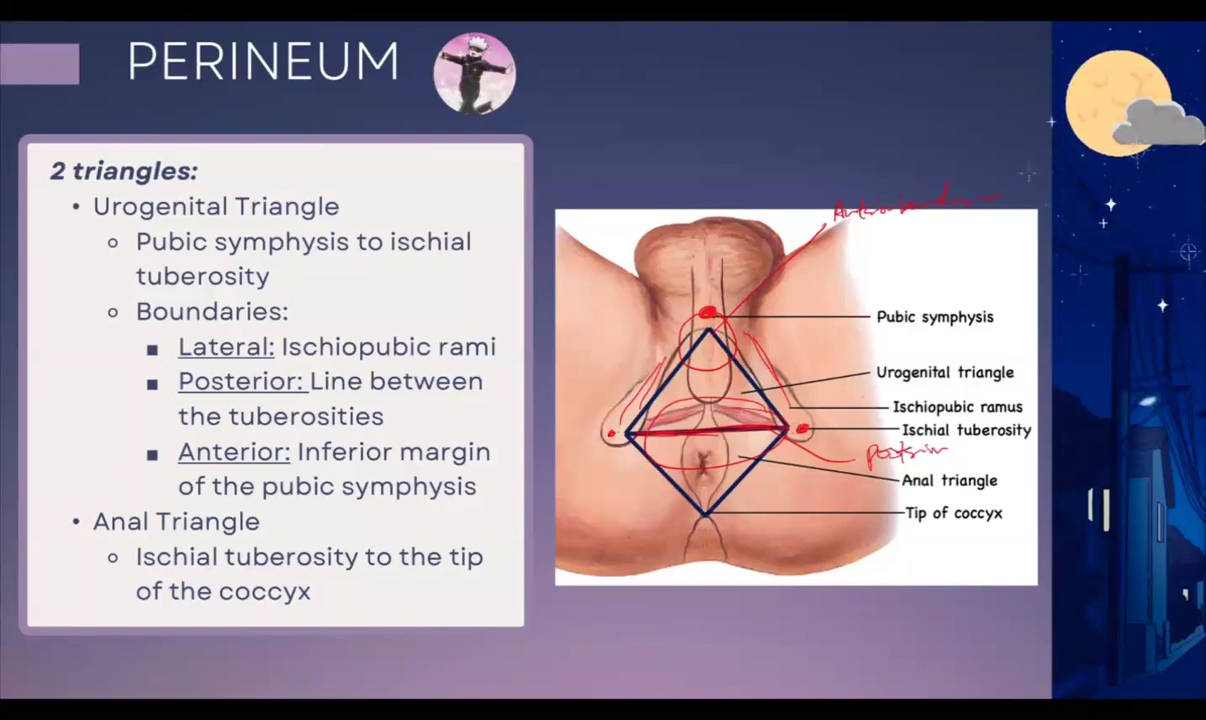 PERINEUM
2 triangles:
• Urogenital Triangle
○ Pubic symphysis to ischial
tuberosity
○ Boundaries:
■ Lateral: Ischiopubic rami
■ Posterior: Line between
the tuberosities
■ Anterior: Inferior margin
of the pubic symphysis
• Anal Triangle
○ Ischial tuberosity to the tip
of the coccyx
Pubic symphysis
Urogenital triangle
Ischiopubic ramus
Ischial tuberosity
Anal triangle
Tip of coccyx